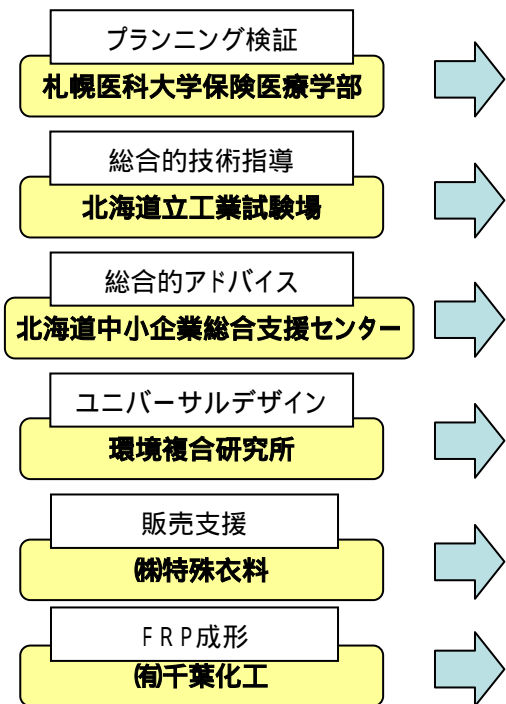 プランニング検証
札幌医科大学保険医療学部
総合的技術指導
北海道立工業試験場
総合的アドバイス
北海道中小企業総合支援センター
ユニバーサルデザイン
環境複合研究所
販売支援
㈱特殊衣料
ＦＲＰ成形
㈲千葉化工